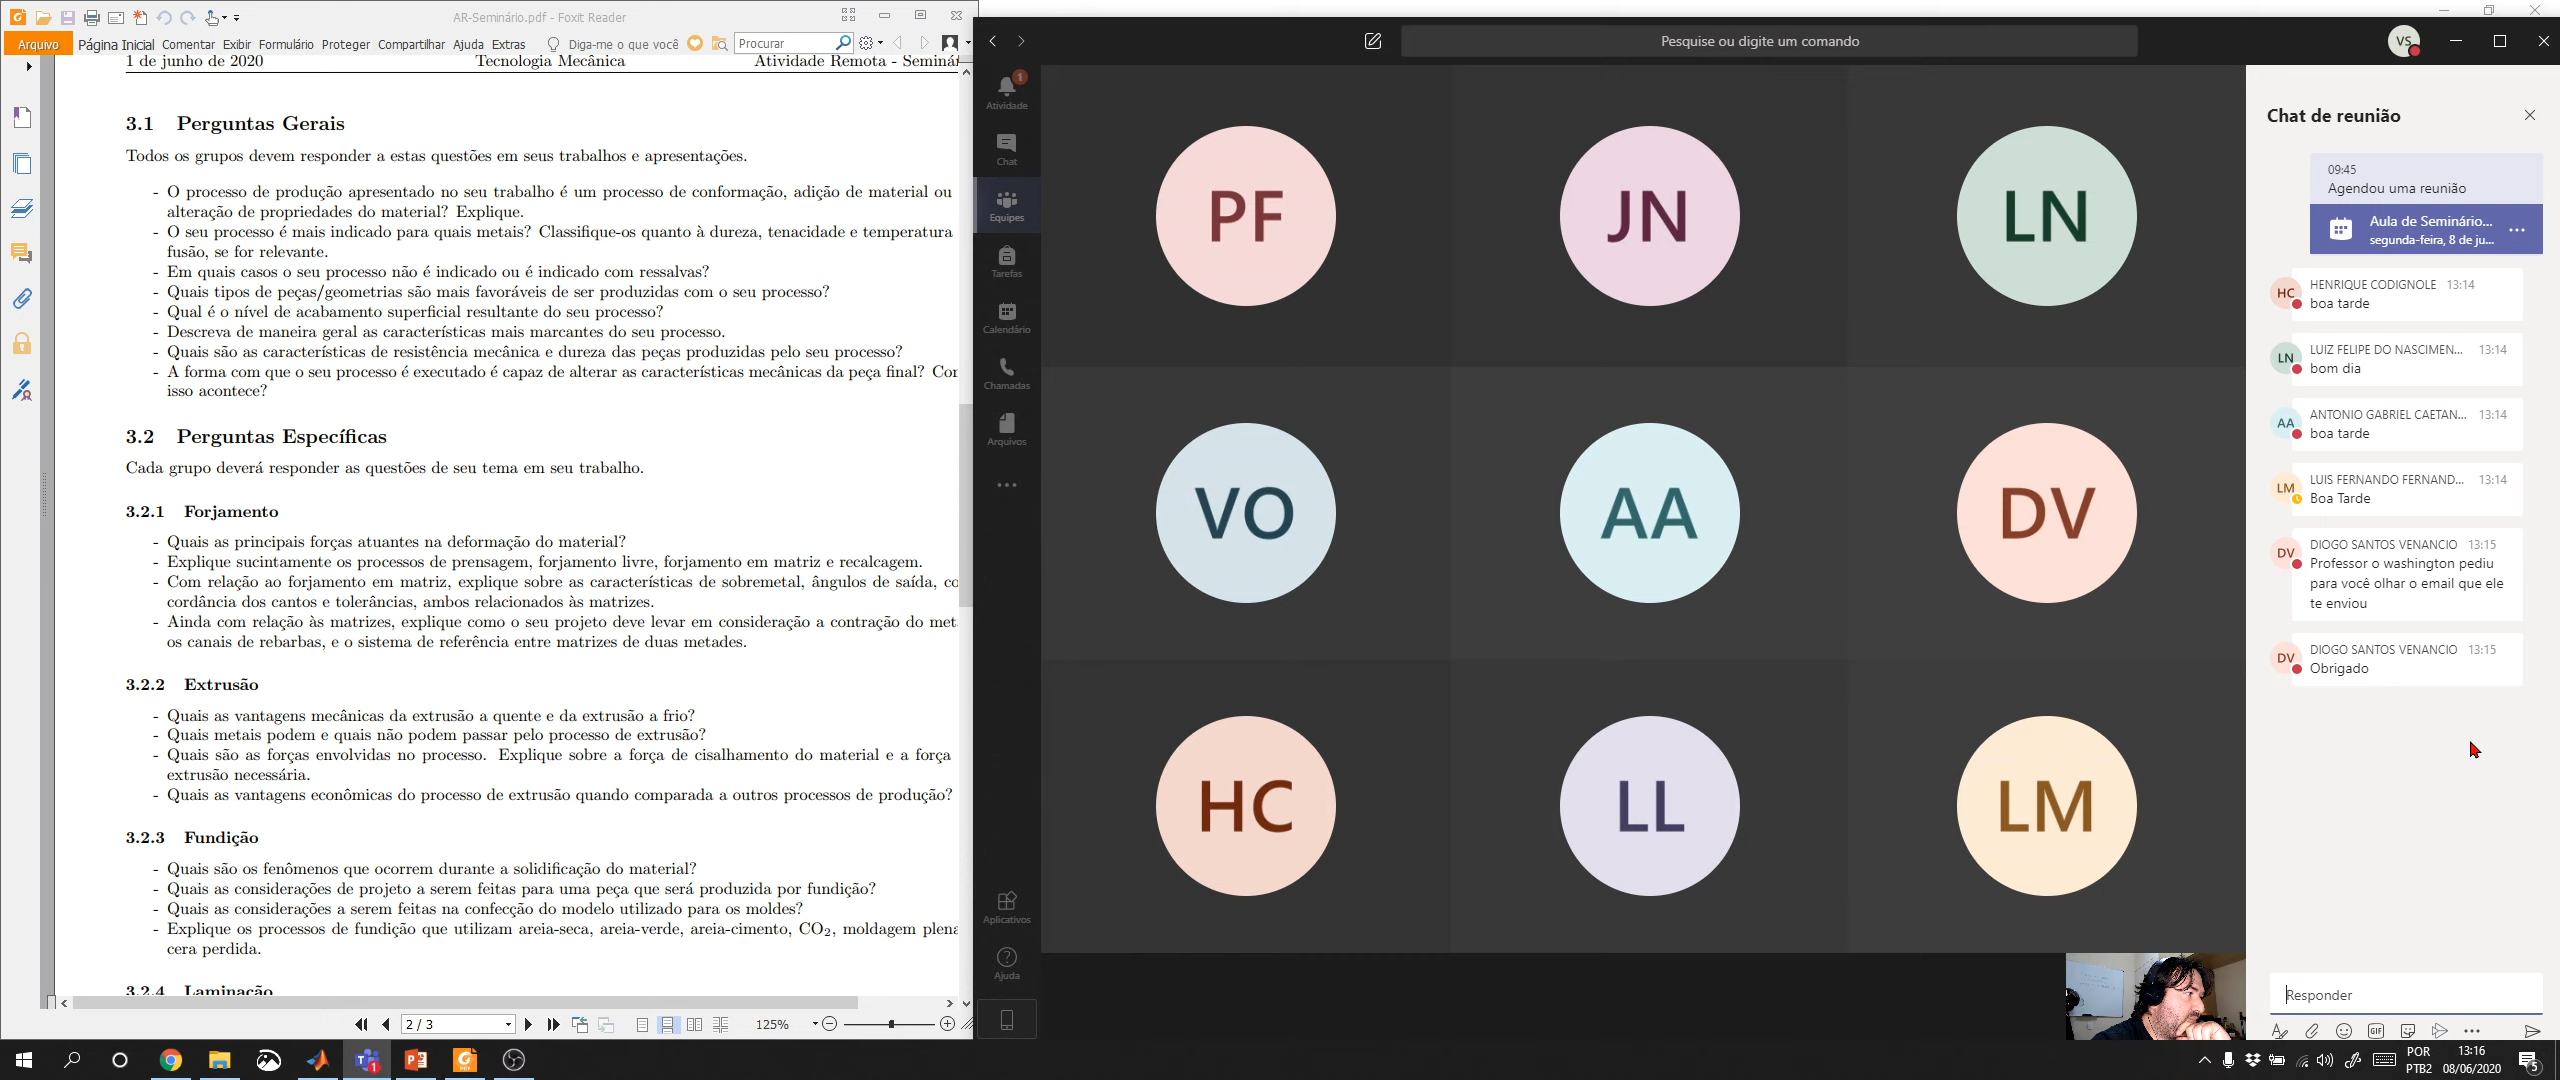 AR-Seminário.pdf - Foxit Reader
Arquivo
Página Inicial
Comentar
Exibir
Formulário
Proteger
Compartilhar
Ajuda
Extras
Diga-me o que você
Procurar
1 de junho de 2020
Tecnologia Mecânica
Atividade Remota - Seminá
3.1 Perguntas Gerais
Todos os grupos devem responder a estas questões em seus trabalhos e apresentações.
- O processo de produção apresentado no seu trabalho é um processo de conformação, adição de material ou
alteração de propriedades do material? Explique.
- O seu processo é mais indicado para quais metais? Classifique-os quanto à dureza, tenacidade e temperatura
fusão, se for relevante.
- Em quais casos o seu processo não é indicado ou é indicado com ressalvas?
- Quais tipos de peças/geometrias são mais favoráveis de ser produzidas com o seu processo?
- Qual é o nível de acabamento superficial resultante do seu processo?
- Descreva de maneira geral as características mais marcantes do seu processo.
- Quais são as características de resistência mecânica e dureza das peças produzidas pelo seu processo?
- A forma com que o seu processo é executado é capaz de alterar as características mecânicas da peça final? Co
isso acontece?
3.2 Perguntas Específicas
Cada grupo deverá responder as questões de seu tema em seu trabalho.
3.2.1 Forjamento
- Quais as principais forças atuantes na deformação do material?
- Explique sucintamente os processos de prensagem, forjamento livre, forjamento em matriz e recalcagem.
- Com relação ao forjamento em matriz, explique sobre as características de sobremetal, ângulos de saída, co
cordância dos cantos e tolerâncias, ambos relacionados às matrizes.
- Ainda com relação às matrizes, explique como o seu projeto deve levar em consideração a contração do met
os canais de rebarbas, e o sistema de referência entre matrizes de duas metades.
3.2.2 Extrusão
- Quais as vantagens mecânicas da extrusão a quente e da extrusão a frio?
- Quais metais podem e quais não podem passar pelo processo de extrusão?
- Quais são as forças envolvidas no processo. Explique sobre a força de cisalhamento do material e a força
extrusão necessária.
- Quais as vantagens econômicas do processo de extrusão quando comparada a outros processos de produção?
3.2.3 Fundição
- Quais são os fenômenos que ocorrem durante a solidificação do material?
- Quais as considerações de projeto a serem feitas para uma peça que será produzida por fundição?
- Quais as considerações a serem feitas na confecção do modelo utilizado para os moldes?
- Explique os processos de fundição que utilizam areia-seca, areia-verde, areia-cimento, CO₂, moldagem plena
cera perdida.
3.2.4 Laminação
2 / 3
125%
Pesquise ou digite um comando
VS
1
Atividade
Chat
Equipes
Tarefas
Calendário
Chamadas
Arquivos
Aplicativos
Ajuda
PF
JN
LN
VO
AA
DV
HC
LL
LM
Chat de reunião
09:45
Agendou uma reunião
Aula de Seminário...
segunda-feira, 8 de ju...
HC
HENRIQUE CODIGNOLE 13:14
boa tarde
LN
LUIZ FELIPE DO NASCIMEN... 13:14
bom dia
AA
ANTONIO GABRIEL CAETAN... 13:14
boa tarde
LM
LUIS FERNANDO FERNAND... 13:14
Boa Tarde
DV
DIOGO SANTOS VENANCIO 13:15
Professor o washington pediu
para você olhar o email que ele
te enviou
DV
DIOGO SANTOS VENANCIO 13:15
Obrigado
Responder
GIF
1
POR
PTB2
13:16
08/06/2020
5